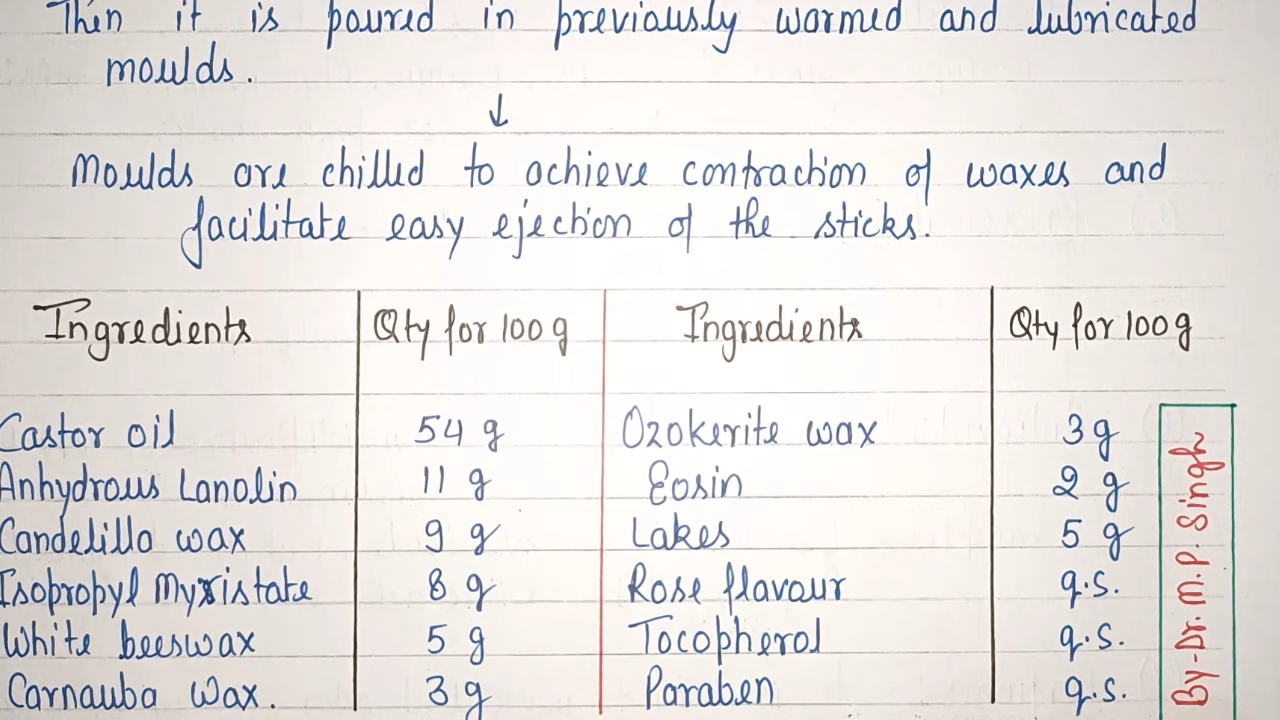 Then it is poured in previously warmed and lubricated
moulds.
↓
Moulds are chilled to achieve contraction of waxes and
facilitate easy ejection of the sticks.
Ingredients Qty for 100 g Ingredients Qty for 100 g
Castor oil 54 g Ozokerite wax 3 g
Anhydrous Lanolin 11 g Eosin 2 g
Candelilla wax 9 g Lakes 5 g
Isopropyl Myristate 8 g Rose flavour q.s.
White beeswax 5 g Tocopherol q.s.
Carnauba wax. 3 g Paraben q.s.
By - Dr. M. P. Singh